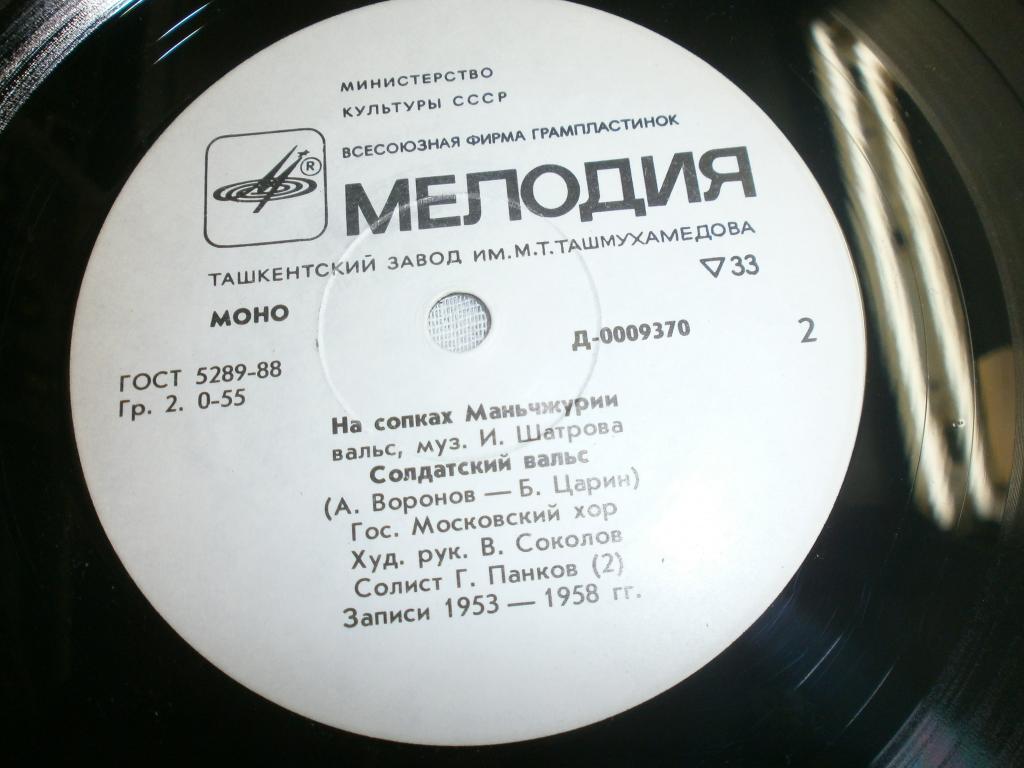 МИНИСТЕРСТВО
КУЛЬТУРЫ СССР
ВСЕСОЮЗНАЯ ФИРМА ГРАМПЛАСТИНОК
®
МЕЛОДИЯ
ТАШКЕНТСКИЙ ЗАВОД ИМ.М.Т.ТАШМУХАМЕДОВА
▽33
МОНО
Д-0009370
2
ГОСТ 5289-88
Гр. 2. 0-55
На сопках Маньчжурии
вальс, муз. И. Шатрова
Солдатский вальс
(А. Воронов — Б. Царин)
Гос. Московский хор
Худ. рук. В. Соколов
Солист Г. Панков (2)
Записи 1953 — 1958 гг.